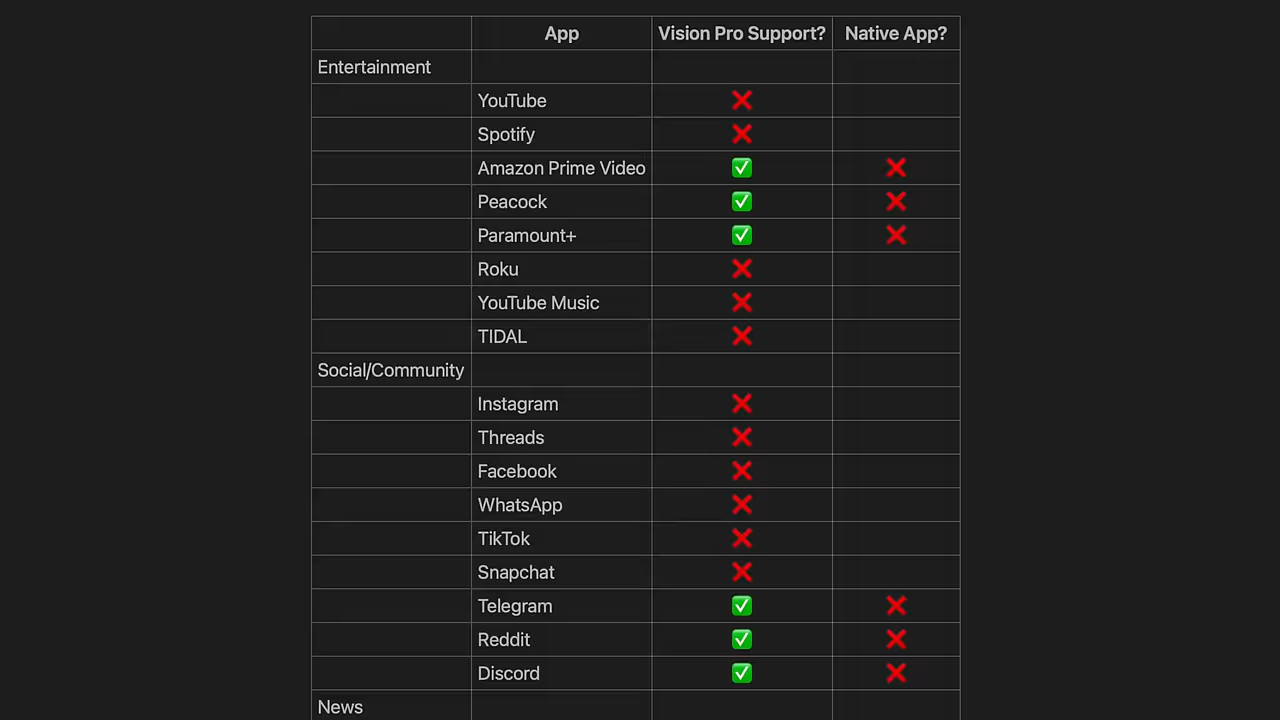 App Vision Pro Support? Native App?
Entertainment
YouTube ❌
Spotify ❌
Amazon Prime Video ✅ ❌
Peacock ✅ ❌
Paramount+ ✅ ❌
Roku ❌
YouTube Music ❌
TIDAL ❌
Social/Community
Instagram ❌
Threads ❌
Facebook ❌
WhatsApp ❌
TikTok ❌
Snapchat ❌
Telegram ✅ ❌
Reddit ✅ ❌
Discord ✅ ❌
News